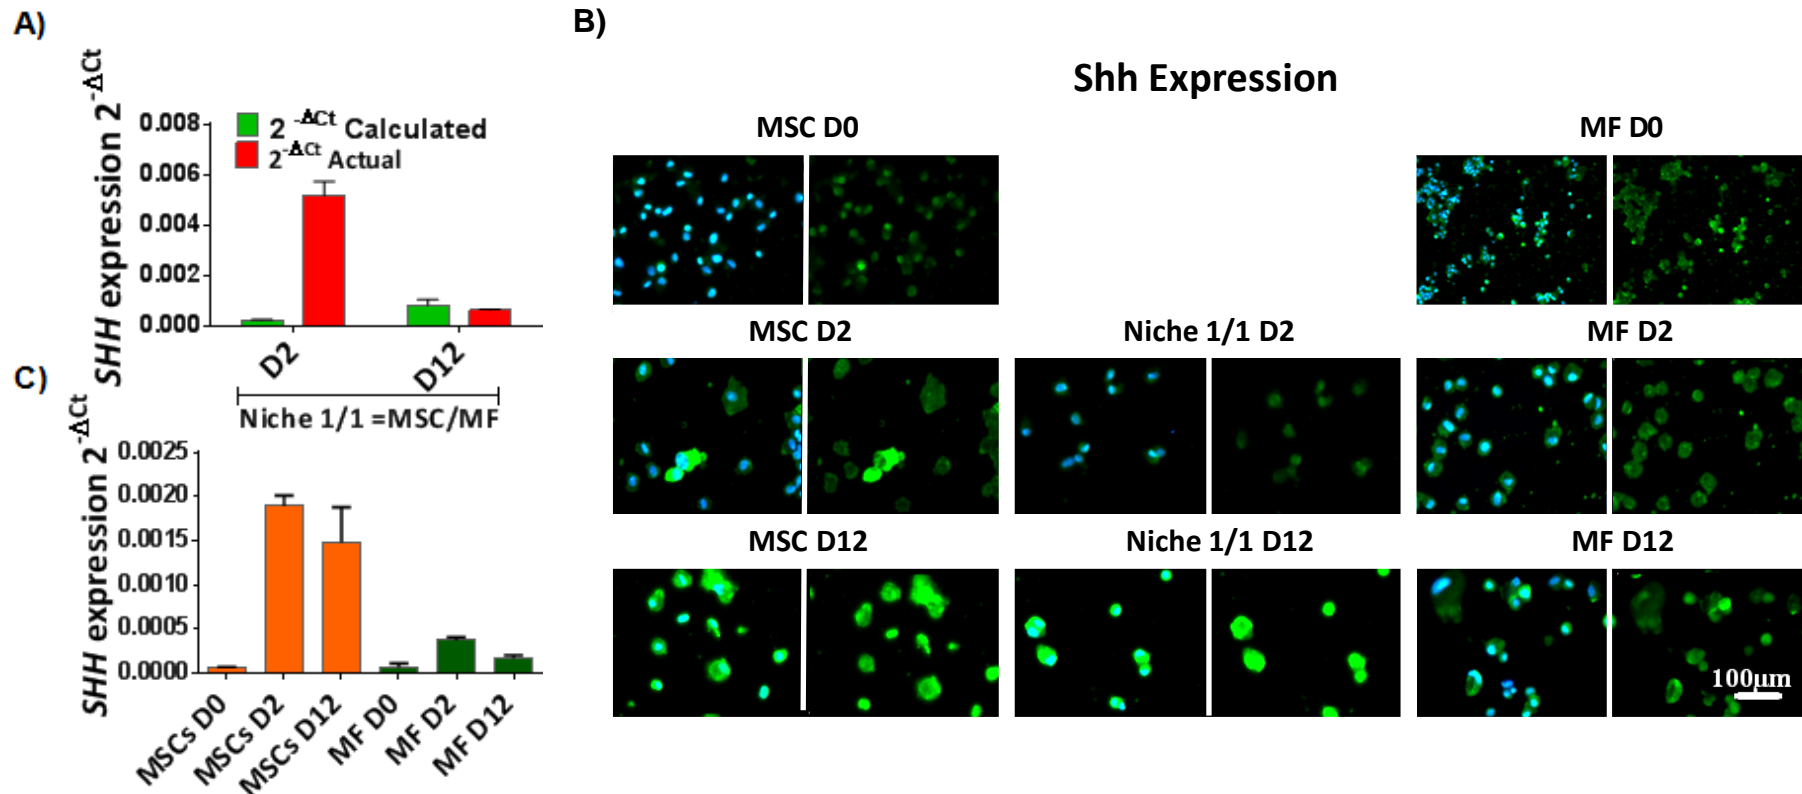 A)
SHH expression 2^-ΔCt
0.008
0.006
0.004
0.002
0.000
2 -ΔCt Calculated
2-ΔCt Actual
D2
D12
Niche 1/1 =MSC/MF
C)
SHH expression 2-ΔCt
0.0025
0.0020
0.0015
0.0010
0.0005
0.0000
MSCs D0
MSCs D2
MSCs D12
MF D0
MF D2
MF D12
B)
Shh Expression
MSC D0
MF D0
MSC D2
Niche 1/1 D2
MF D2
MSC D12
Niche 1/1 D12
MF D12
100μm